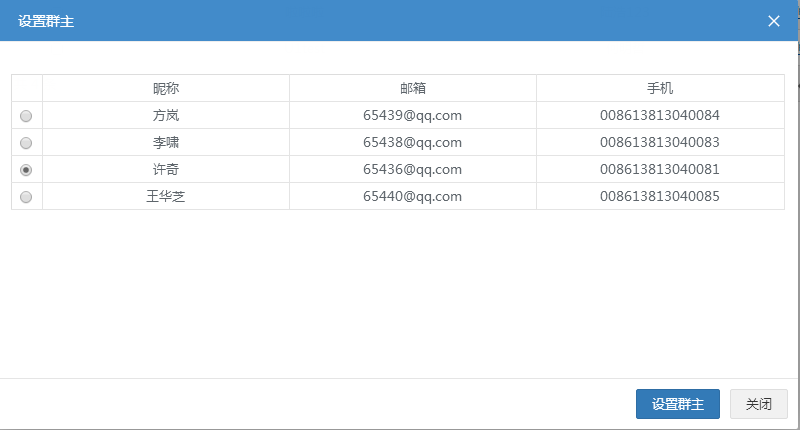 设置群主
昵称 邮箱 手机
方岚 65439@qq.com 008613813040084
李啸 65438@qq.com 008613813040083
许奇 65436@qq.com 008613813040081
王华芝 65440@qq.com 008613813040085
设置群主 关闭